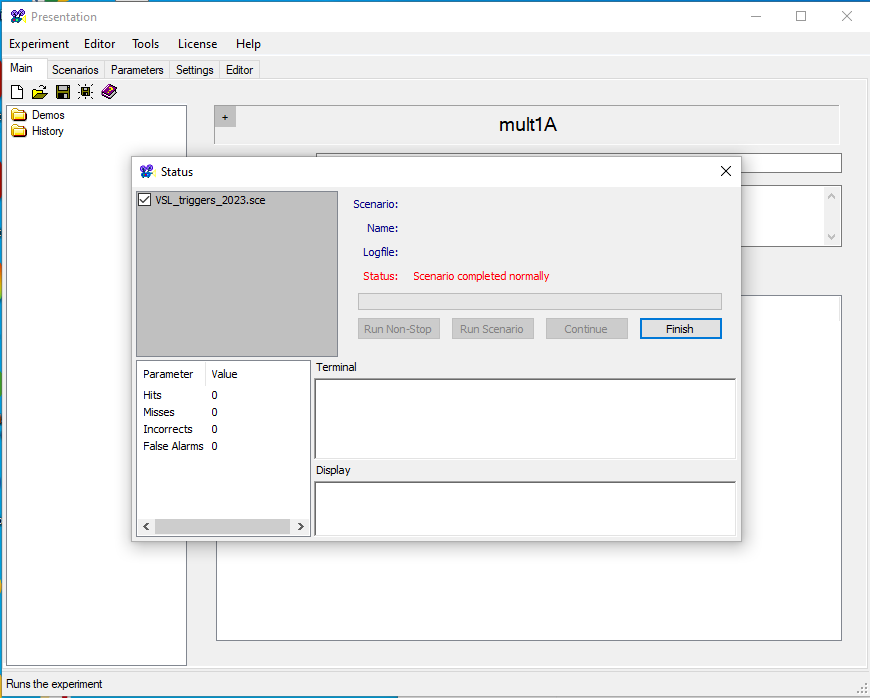 Presentation
Experiment Editor Tools License Help
Main Scenarios Parameters Settings Editor
Demos
History
+
mult1A
Status
VSL_triggers_2023.sce
Scenario:
Name:
Logfile:
Status: Scenario completed normally
Run Non-Stop Run Scenario Continue Finish
Parameter Value
Hits 0
Misses 0
Incorrects 0
False Alarms 0
Terminal
Display
Runs the experiment